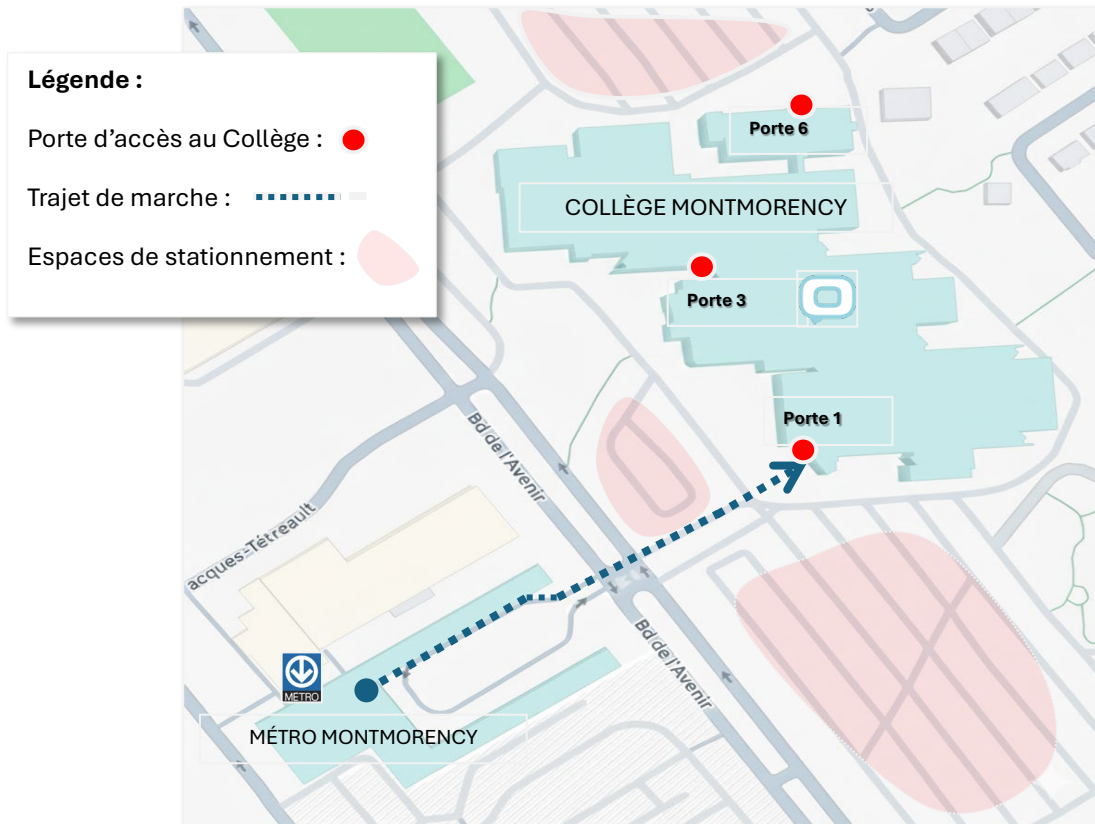 Légende :
Porte d'accès au Collège :
Trajet de marche :
Espaces de stationnement :
Porte 6
COLLÈGE MONTMORENCY
Porte 3
Porte 1
Bd de l'Avenir
acques-Tétreault
Bd de l'Avenir
MÉTRO
MÉTRO MONTMORENCY